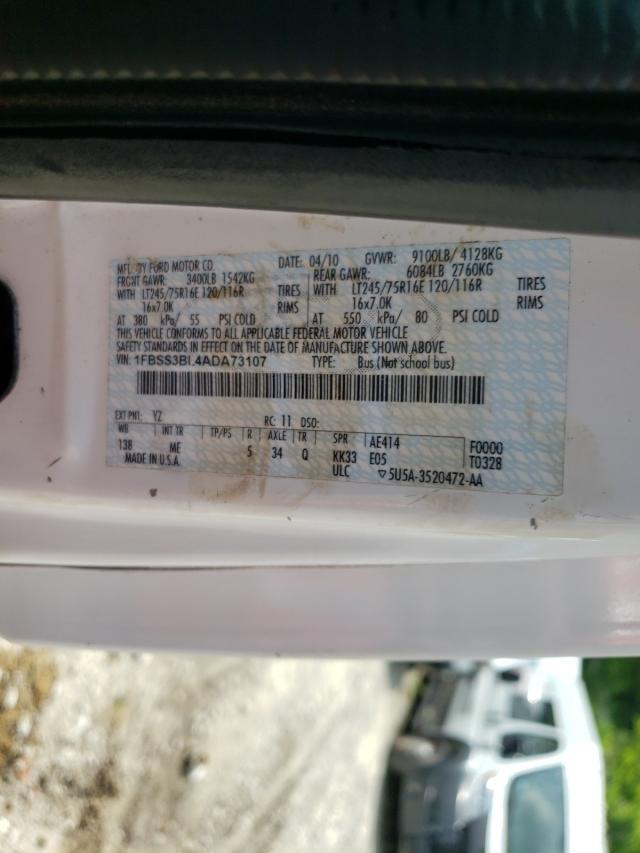 MFD. BY FORD MOTOR CO. DATE: 04/10 GVWR: 9100LB/ 4128KG
FRONT GAWR: 3400LB 1542KG REAR GAWR: 6084LB 2760KG
WITH LT245/75R16E 120/116R TIRES WITH LT245/75R16E 120/116R TIRES
16x7.0K RIMS 16x7.0K RIMS
AT 380 kPa/ 55 PSI COLD AT 550 kPa/ 80 PSI COLD
THIS VEHICLE CONFORMS TO ALL APPLICABLE FEDERAL MOTOR VEHICLE
SAFETY STANDARDS IN EFFECT ON THE DATE OF MANUFACTURE SHOWN ABOVE.
VIN: 1FBSS3BL4ADA73107 TYPE: Bus (Not school bus)
EXT PNT: YZ RC: 11 DSO:
WB INT TR TP/PS R AXLE TR SPR AE414 F0000
138 ME 5 34 Q KK33 E05 T0328
MADE IN U.S.A. ULC ▽5U5A-3520472-AA